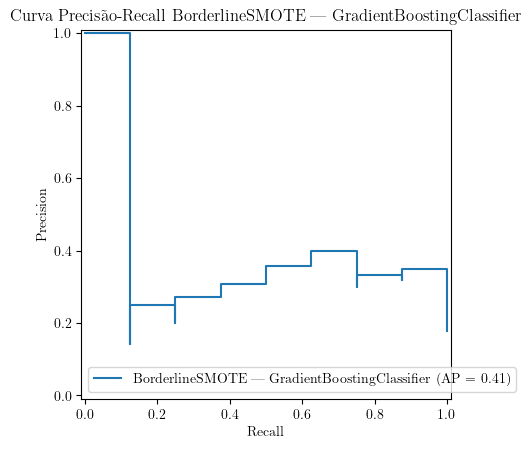 Curva Precisão-Recall BorderlineSMOTE — GradientBoostingClassifier
1.0
0.8
0.6
0.4
0.2
0.0
Precision
BorderlineSMOTE — GradientBoostingClassifier (AP = 0.41)
0.0 0.2 0.4 0.6 0.8 1.0
Recall